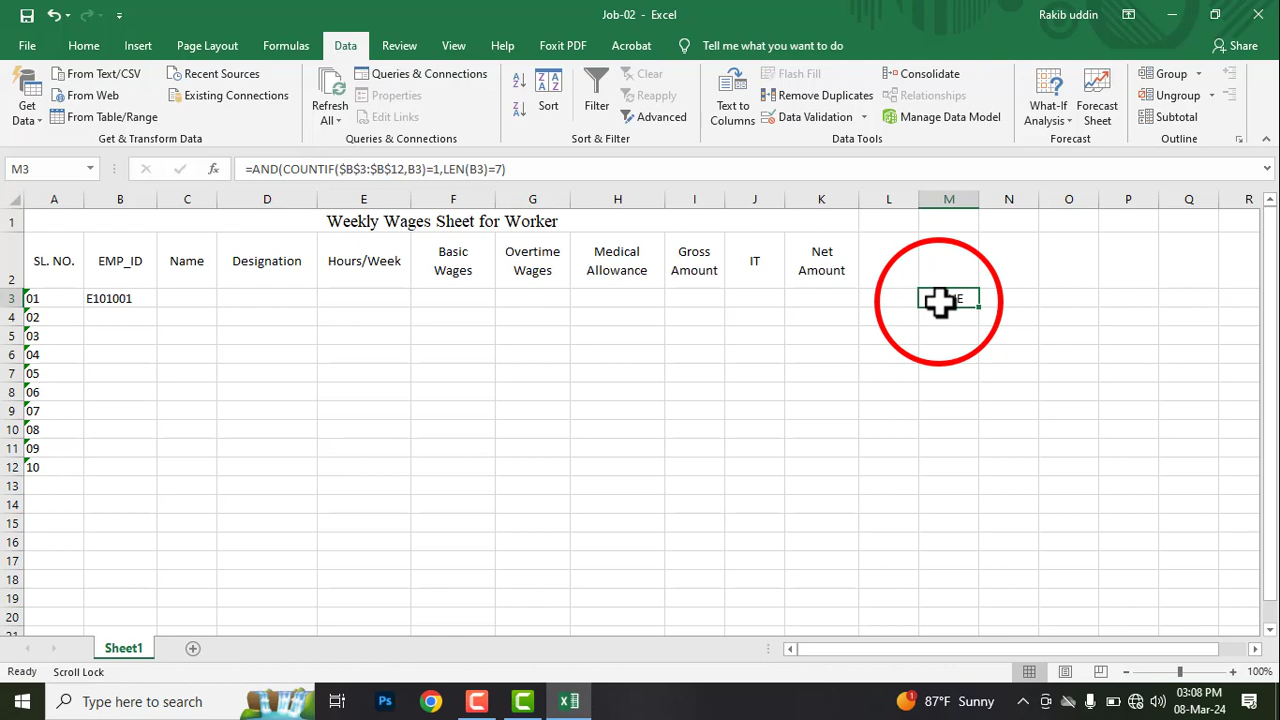 Job-02 - Excel
Rakib uddin
File Home Insert Page Layout Formulas Data Review View Help Foxit PDF Acrobat Tell me what you want to do Share
Get Data
From Text/CSV
From Web
From Table/Range
Recent Sources
Existing Connections
Get & Transform Data
Refresh All
Queries & Connections
Properties
Edit Links
Queries & Connections
Sort
Filter
Clear
Reapply
Advanced
Sort & Filter
Text to Columns
Flash Fill
Remove Duplicates
Data Validation
Consolidate
Relationships
Manage Data Model
Data Tools
What-If Analysis
Forecast Sheet
Forecast
Group
Ungroup
Subtotal
Outline
M3
fx
=AND(COUNTIF($B$3:$B$12,B3)=1,LEN(B3)=7)
A B C D E F G H I J K L M N O P Q R
1 Weekly Wages Sheet for Worker
2 SL. NO. EMP_ID Name Designation Hours/Week Basic Wages Overtime Wages Medical Allowance Gross Amount IT Net Amount
3 01 E101001
4 02
5 03
6 04
7 05
8 06
9 07
10 08
11 09
12 10
13
14
15
16
17
18
19
20
Sheet1
Ready Scroll Lock
100%
Type here to search
Ps
87°F Sunny
03:08 PM
08-Mar-24